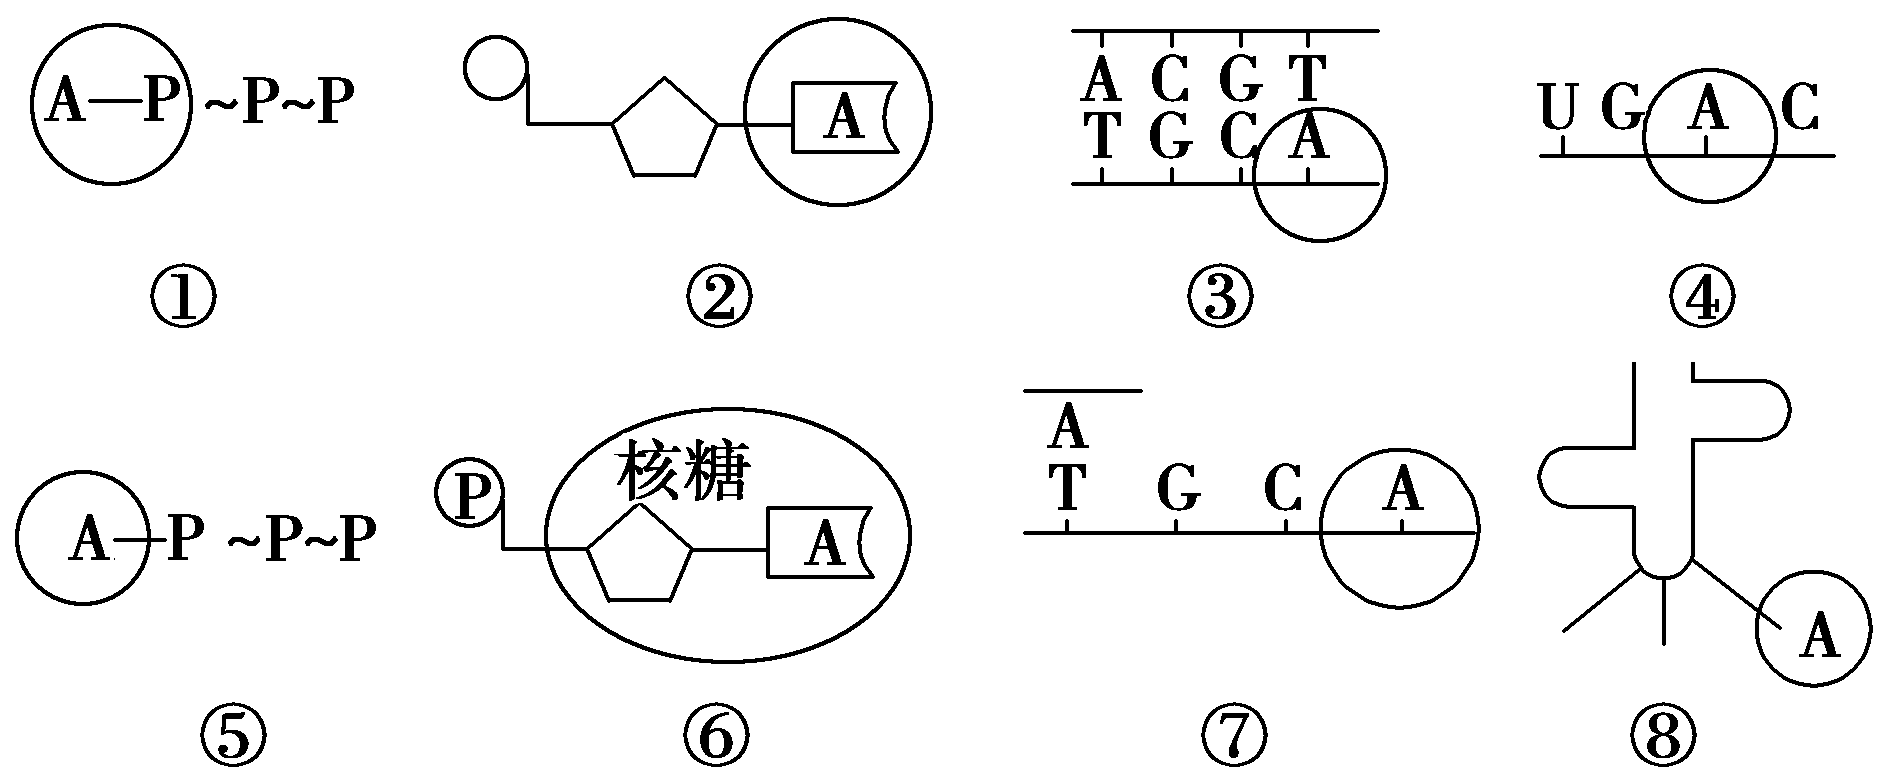 A—P~P~P
A
A C G T
T G C A
U G A C
① ② ③ ④
A—P~P~P
核糖
P A
A
T G C A
A
⑤ ⑥ ⑦ ⑧